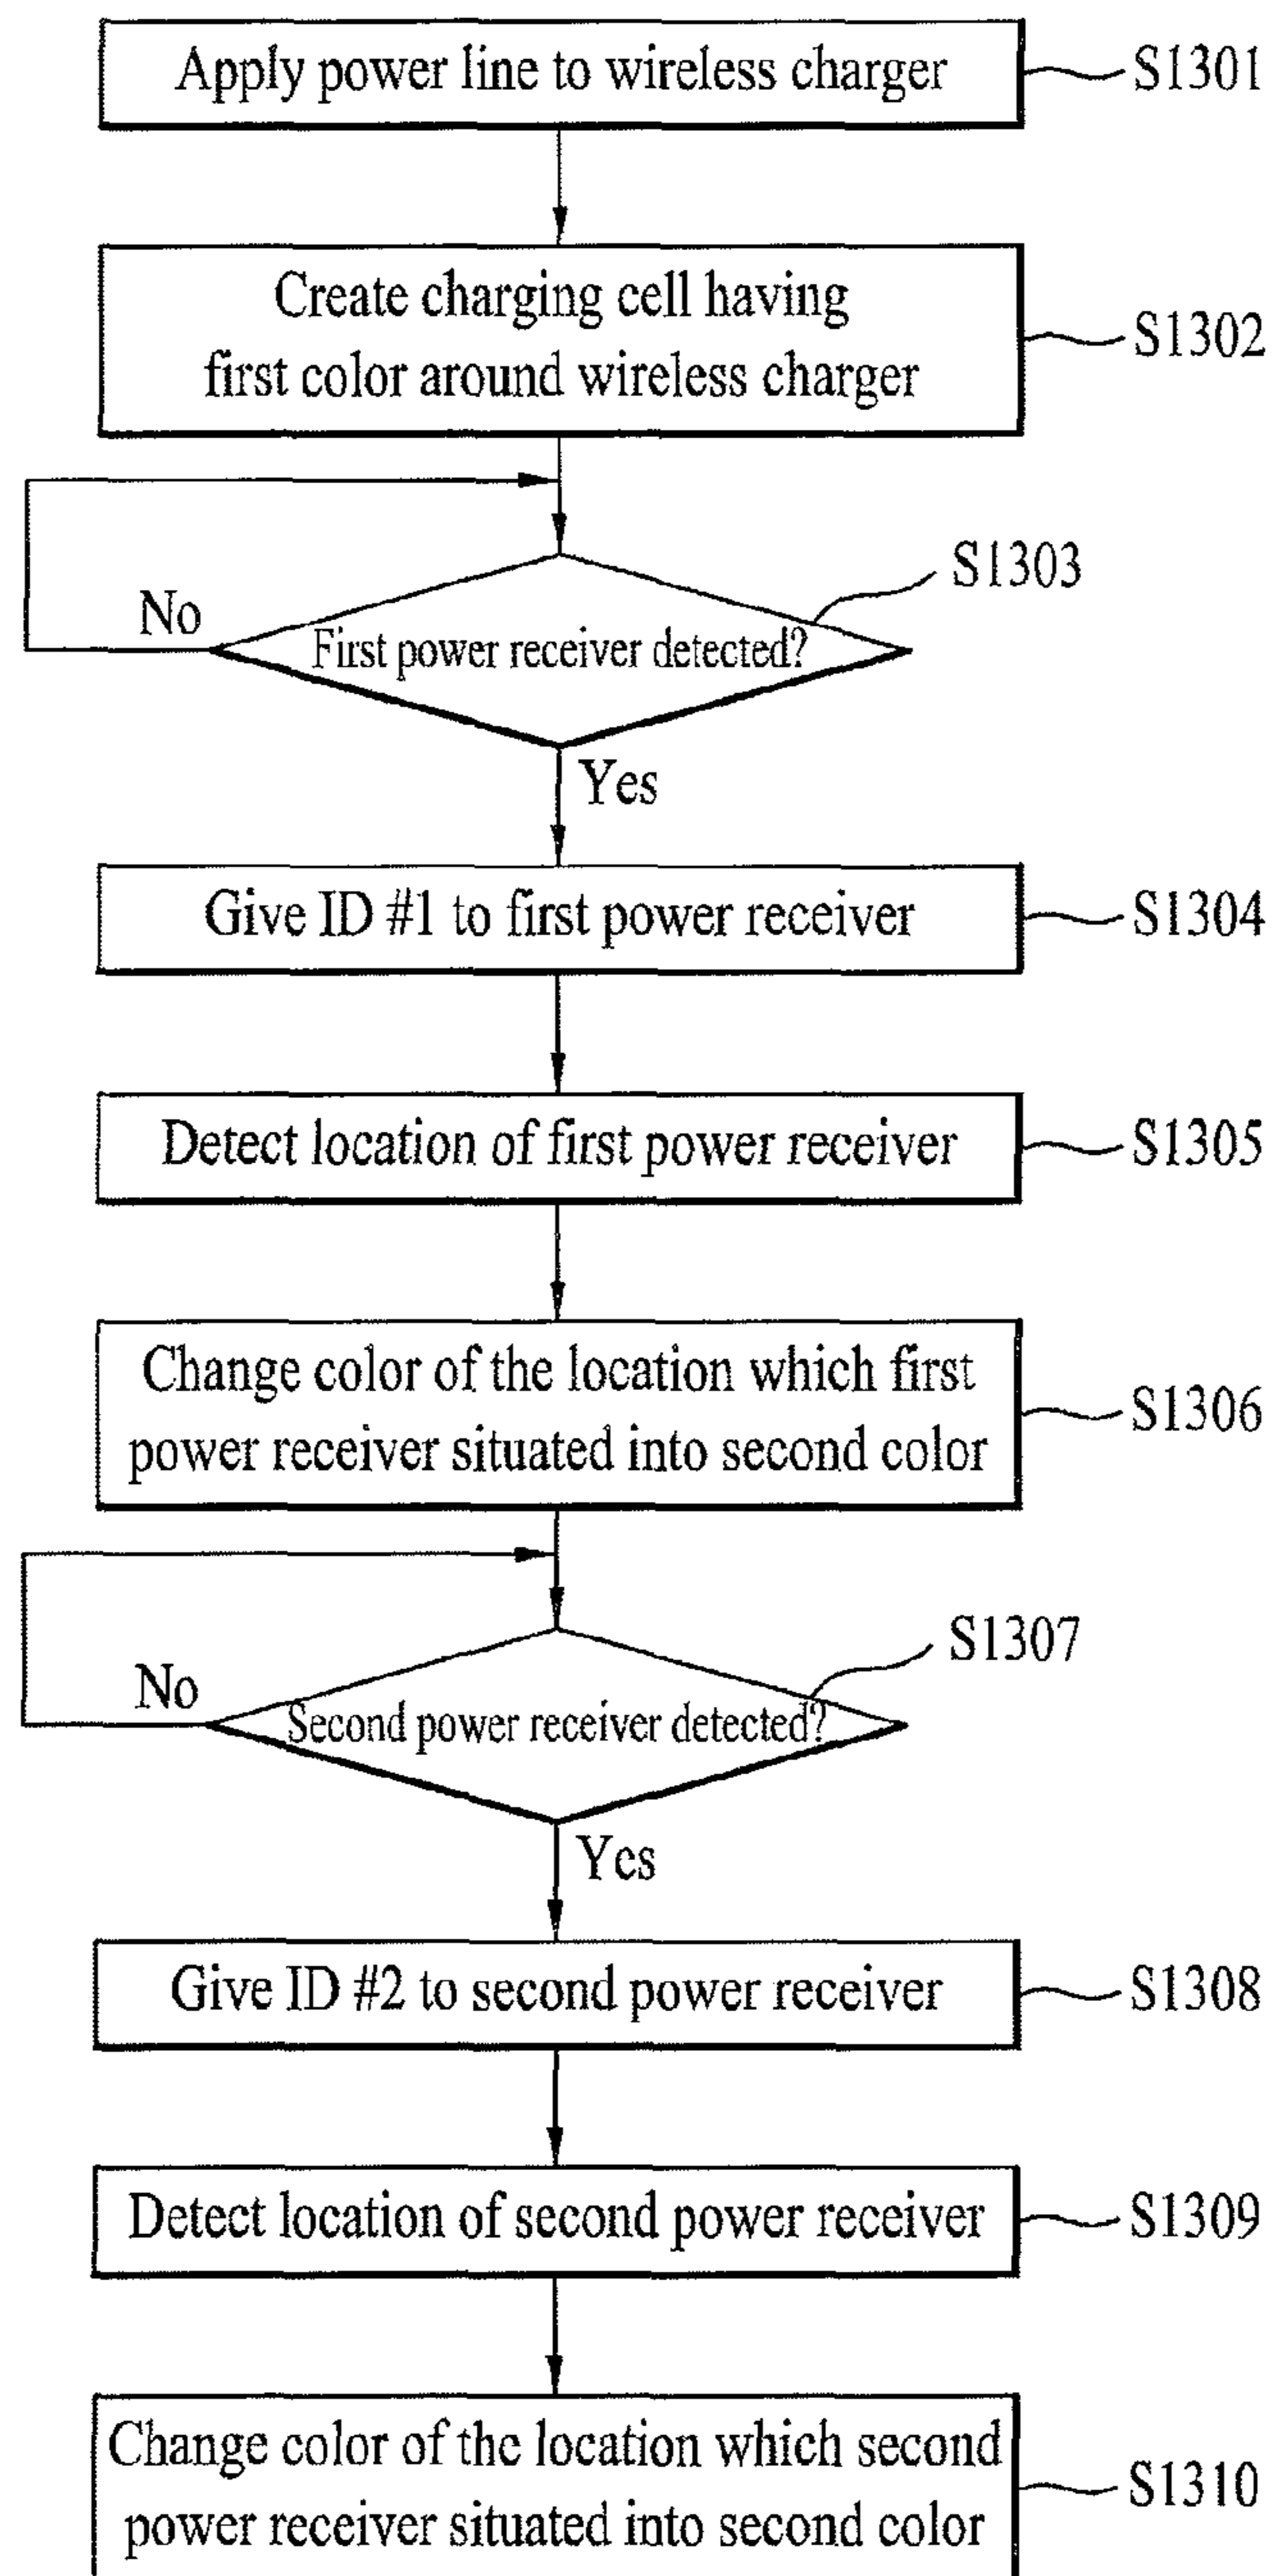 Apply power line to wireless charger
S1301
Create charging cell having
first color around wireless charger
S1302
S1303
No
First power receiver detected?
Yes
Give ID #1 to first power receiver
S1304
Detect location of first power receiver
S1305
Change color of the location which first
power receiver situated into second color
S1306
S1307
No
Second power receiver detected?
Yes
Give ID #2 to second power receiver
S1308
Detect location of second power receiver
S1309
Change color of the location which second
power receiver situated into second color
S1310